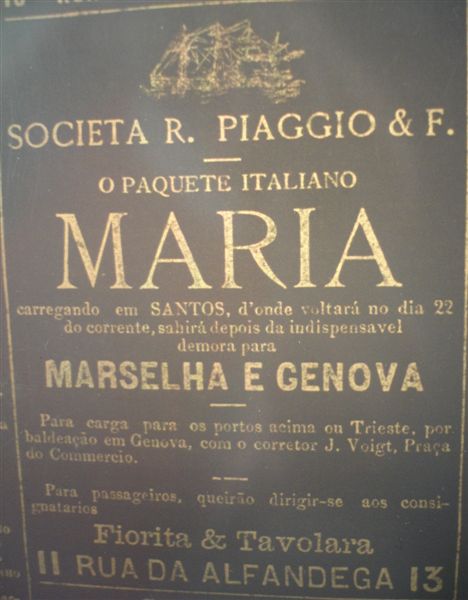 SOCIETA R. PIAGGIO & F.
O PAQUETE ITALIANO
MARIA
carregando em SANTOS, d'onde voltará no dia 22
do corrente, sahirá depois da indispensavel
demora para
MARSELHA E GENOVA
Para carga para os portos acima ou Trieste, por
baldeação em Genova, com o corretor J. Voigt, Praça
do Commercio.
Para passageiros, queirão dirigir-se aos consi-
gnatarios
Fiorita & Tavolara
11 RUA DA ALFANDEGA 13